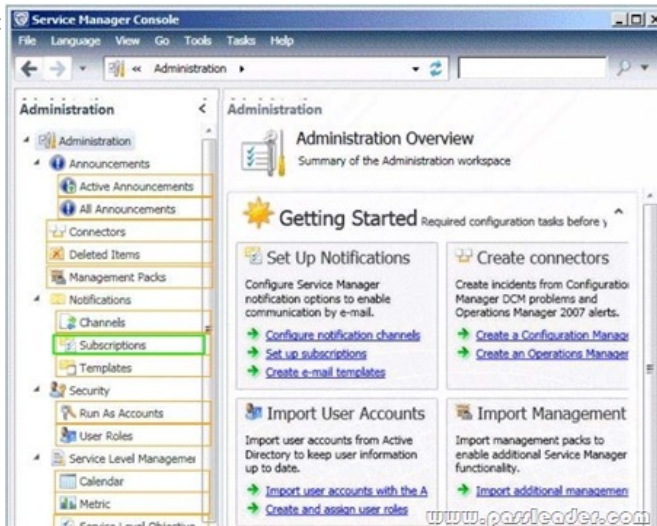 Service Manager Console
File Language View Go Tools Tasks Help
Administration
Administration
Administration
Announcements
Active Announcements
All Announcements
Connectors
Deleted Items
Management Packs
Notifications
Channels
Subscriptions
Templates
Security
Run As Accounts
User Roles
Service Level Managemer
Calendar
Metric
Service Level Objective
Administration
Administration Overview
Summary of the Administration workspace
Getting Started Required configuration tasks before y
Set Up Notifications
Configure Service Manager
notification options to enable
communication by e-mail.
Configure notification channels
Set up subscriptions
Create e-mail templates
Create connectors
Create incidents from Configuratio
Manager DCM problems and
Operations Manager 2007 alerts.
Create a Configuration Manag
Create an Operations Manager
Import User Accounts
Import user accounts from Active
Directory to keep user information
up to date.
Import user accounts with the A
Create and assign user roles
Import Management
Import management packs to
enable additional Service Manager
functionality.
Import additional managemen
www.passleader.com